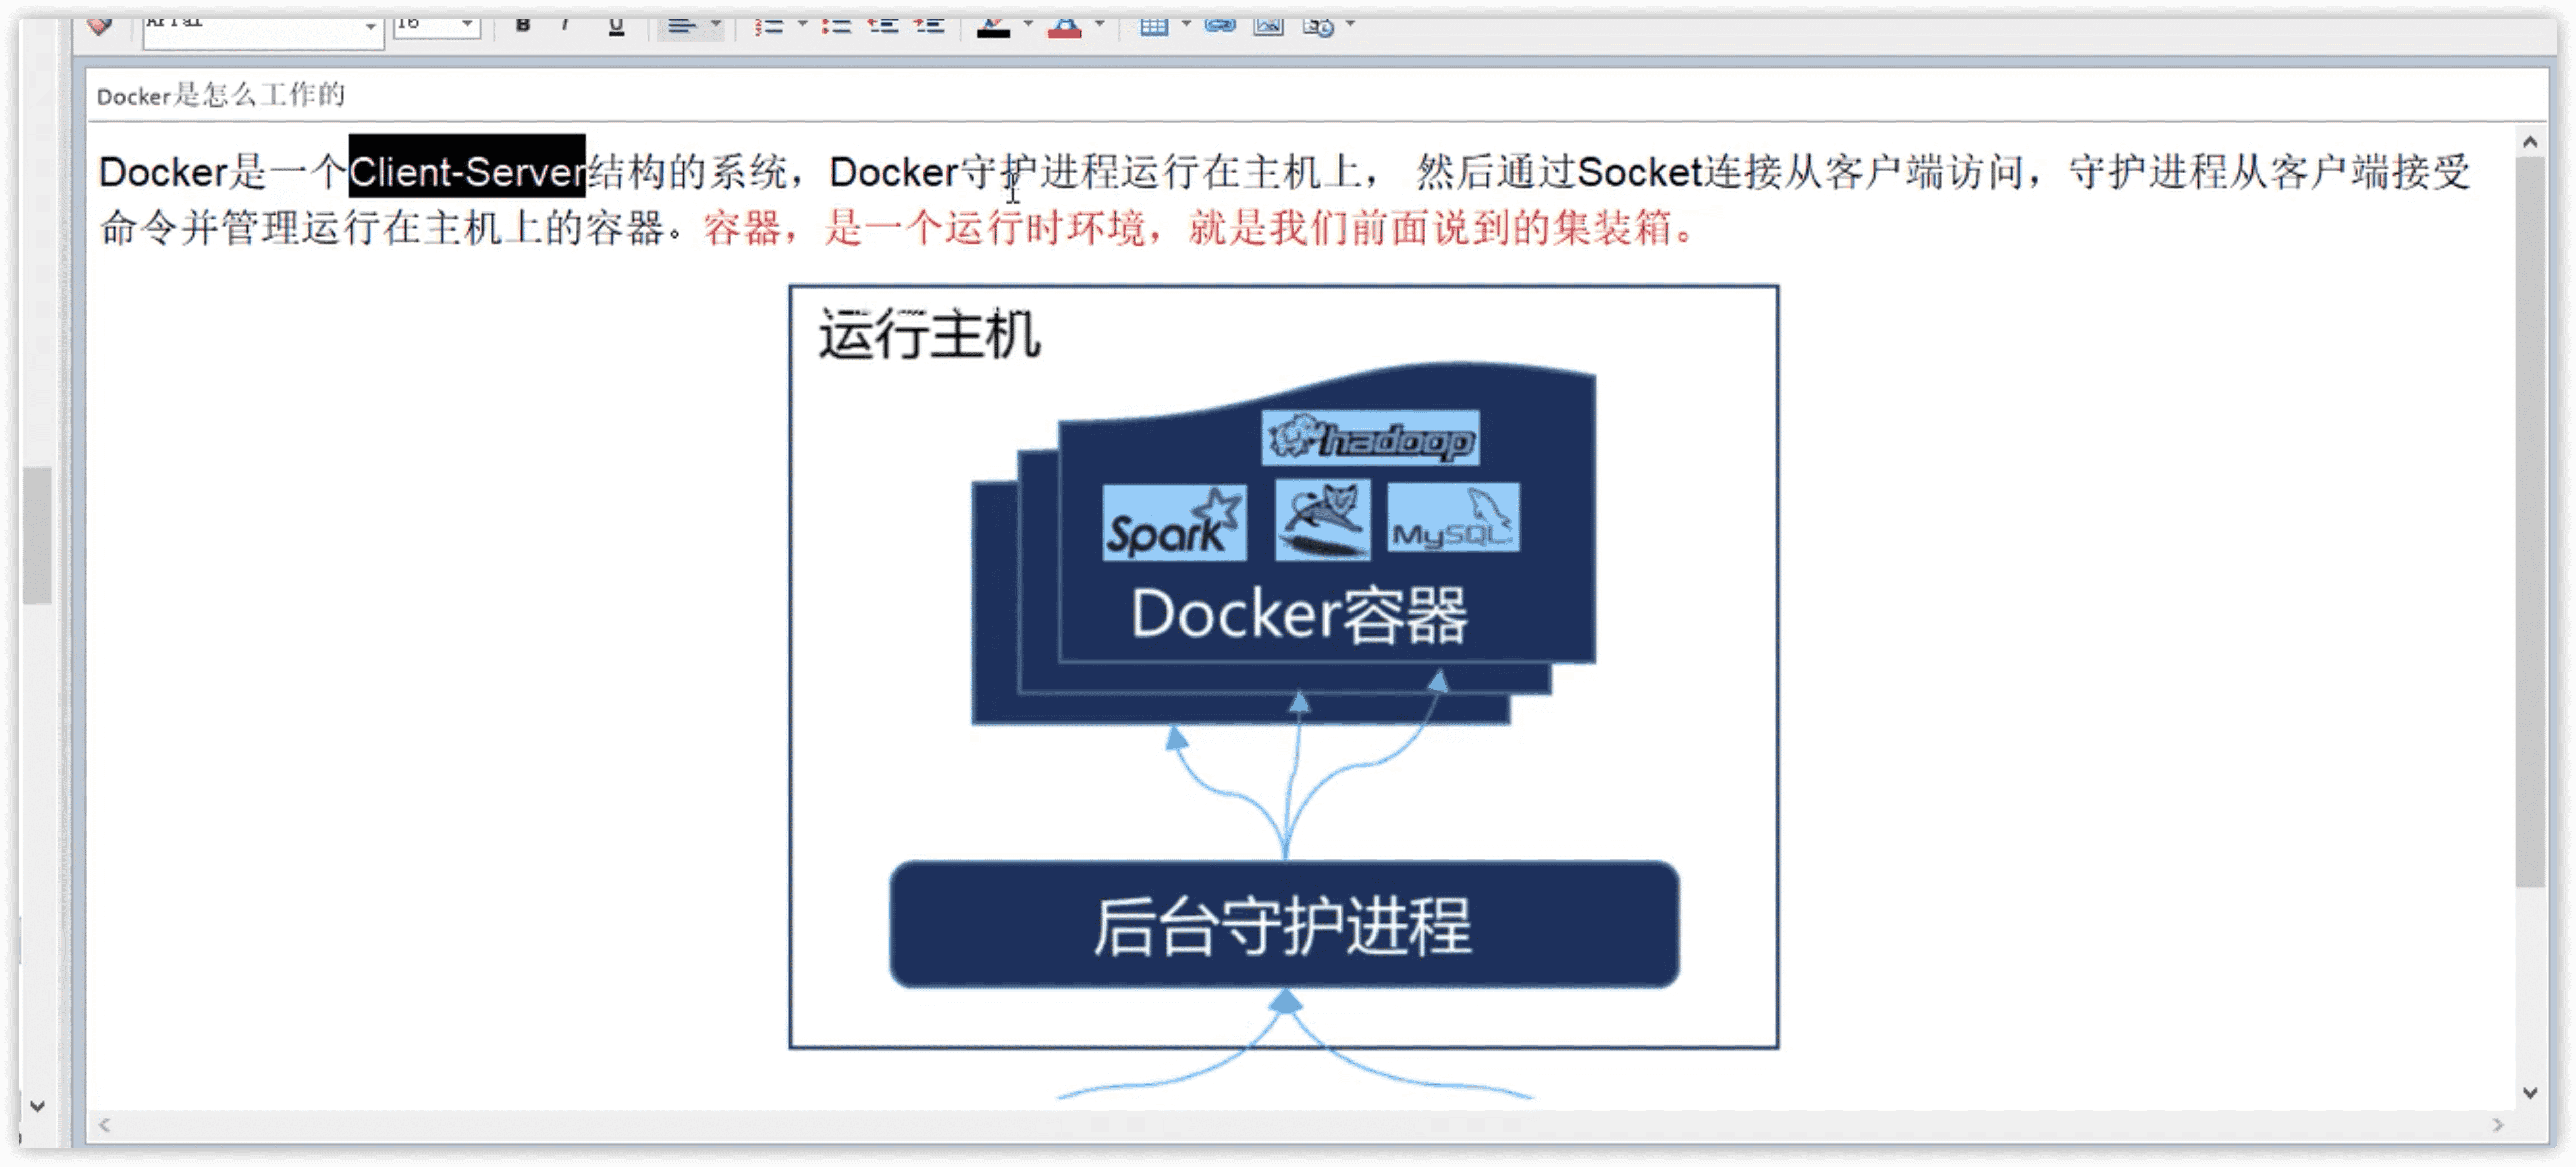 Arial
16
B I U
Docker是怎么工作的
Docker是一个Client-Server结构的系统，Docker守护进程运行在主机上， 然后通过Socket连接从客户端访问，守护进程从客户端接受
命令并管理运行在主机上的容器。容器，是一个运行时环境，就是我们前面说到的集装箱。
运行主机
hadoop
Spark
MySQL
Docker容器
后台守护进程